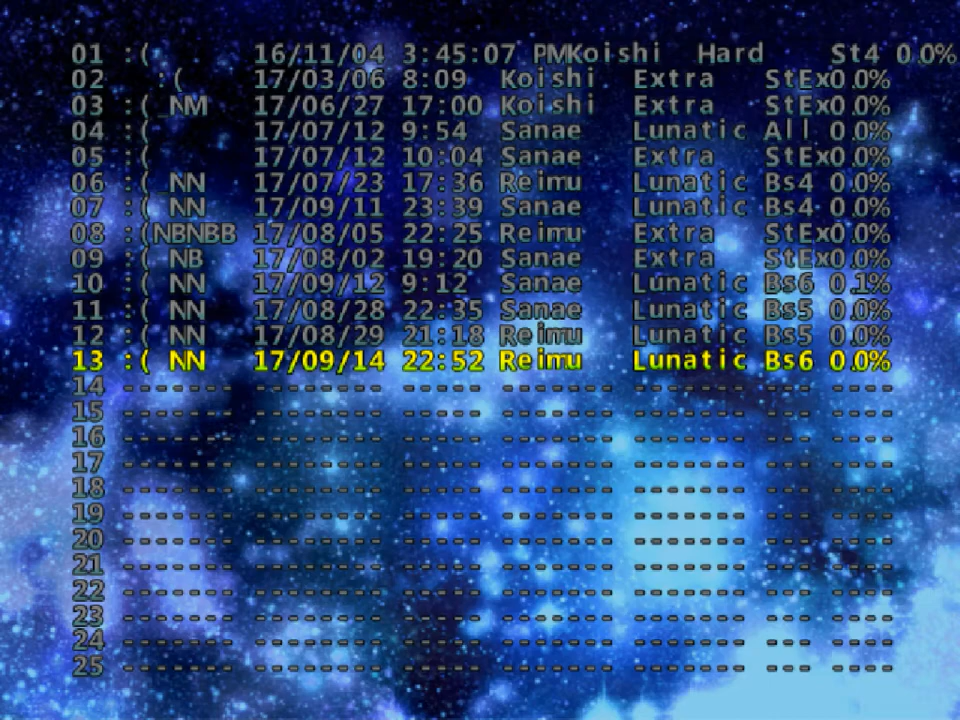 01 :( 16/11/04 3:45:07 PMKoishi Hard St4 0.0%
02 :( 17/03/06 8:09 Koishi Extra StEx0.0%
03 :(_NM 17/06/27 17:00 Koishi Extra StEx0.0%
04 :( 17/07/12 9:54 Sanae Lunatic All 0.0%
05 :( 17/07/12 10:04 Sanae Extra StEx0.0%
06 :(_NN 17/07/23 17:36 Reimu Lunatic Bs4 0.0%
07 :( NN 17/09/11 23:39 Sanae Lunatic Bs4 0.0%
08 :(NBNBB 17/08/05 22:25 Reimu Extra StEx0.0%
09 :( NB 17/08/02 19:20 Sanae Extra StEx0.0%
10 :( NN 17/09/12 9:12 Sanae Lunatic Bs6 0.1%
11 :( NN 17/08/28 22:35 Sanae Lunatic Bs5 0.0%
12 :( NN 17/08/29 21:18 Reimu Lunatic Bs5 0.0%
13 :( NN 17/09/14 22:52 Reimu Lunatic Bs6 0.0%
14 ------- -------- ----- ------- ------- --- ----
15 ------- -------- ----- ------- ------- --- ----
16 ------- -------- ----- ------- ------- --- ----
17 ------- -------- ----- ------- ------- --- ----
18 ------- -------- ----- ------- ------- --- ----
19 ------- -------- ----- ------- ------- --- ----
20 ------- -------- ----- ------- ------- --- ----
21 ------- -------- ----- ------- ------- --- ----
22 ------- -------- ----- ------- ------- --- ----
23 ------- -------- ----- ------- ------- --- ----
24 ------- -------- ----- ------- ------- --- ----
25 ------- -------- ----- ------- ------- --- ----